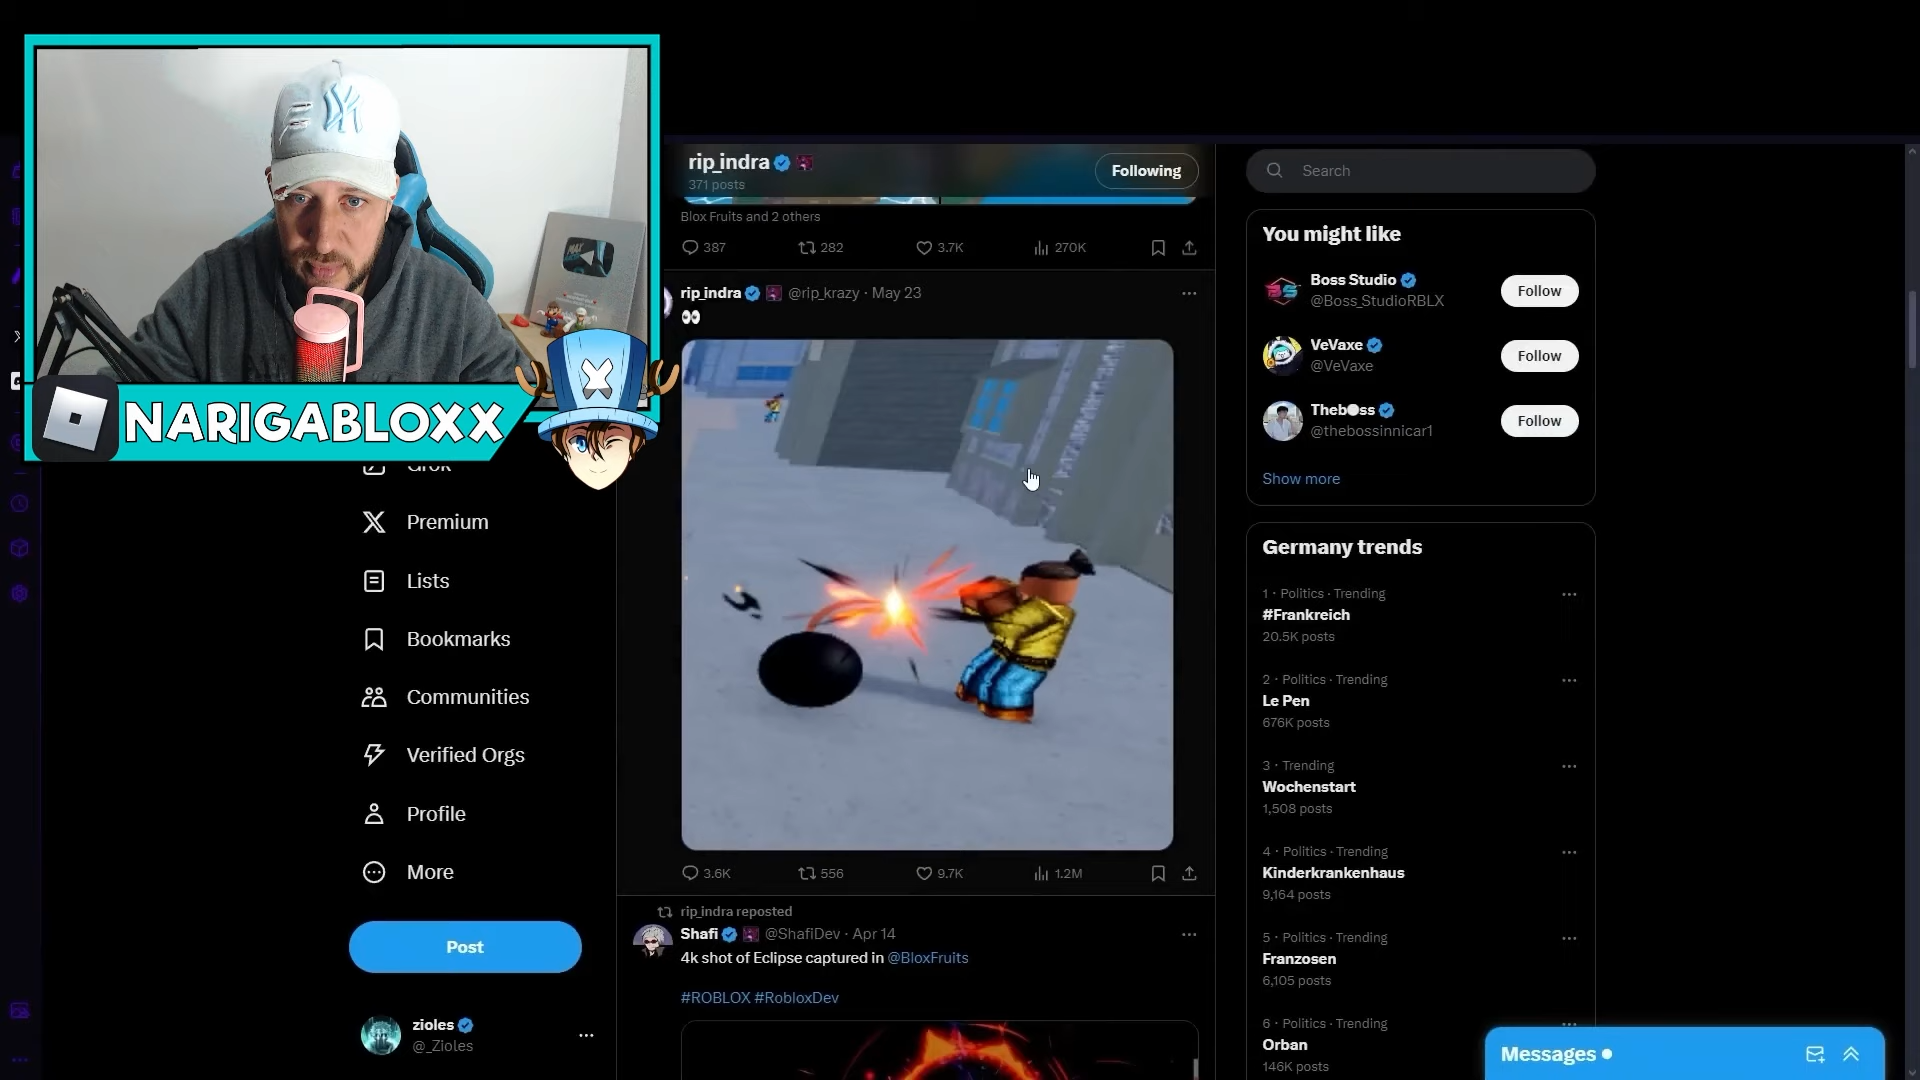 NARIGABLOXX
Premium
Lists
Bookmarks
Communities
Verified Orgs
Profile
More
Post
zioles
@_Zioles
rip_indra
371 posts
Following
Blox Fruits and 2 others
387 282 3.7K 270K
rip_indra @rip_krazy · May 23
👀
3.6K 556 9.7K 1.2M
rip_indra reposted
Shafi @ShafiDev · Apr 14
4k shot of Eclipse captured in @BloxFruits
#ROBLOX #RobloxDev
Search
You might like
Boss Studio
@Boss_StudioRBLX
Follow
VeVaxe
@VeVaxe
Follow
Theb●ss
@thebossinnicar1
Follow
Show more
Germany trends
1 · Politics · Trending
#Frankreich
20.5K posts
2 · Politics · Trending
Le Pen
676K posts
3 · Trending
Wochenstart
1,508 posts
4 · Politics · Trending
Kinderkrankenhaus
9,164 posts
5 · Politics · Trending
Franzosen
6,105 posts
6 · Politics · Trending
Orban
146K posts
Messages